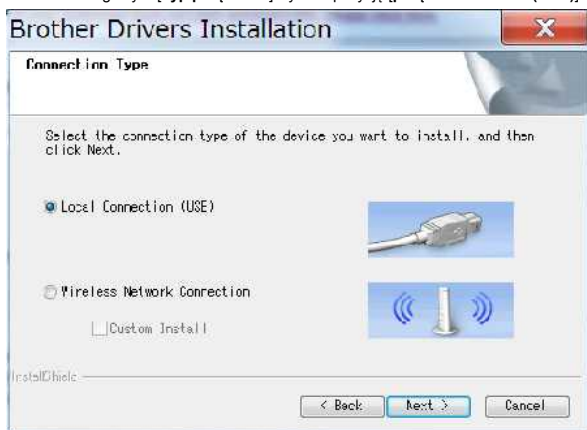 Brother Drivers Installation
Connection Type
Select the connection type of the device you want to install, and then
click Next.
Local Connection (USB)
Wireless Network Connection
Custom Install
InstallShield
< Back
Next >
Cancel